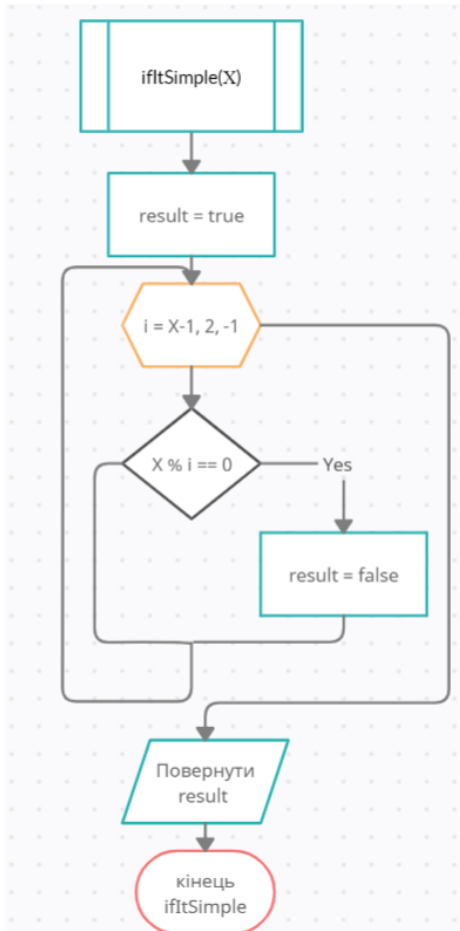 ifItSimple(X)
result = true
i = X-1, 2, -1
X % i == 0
Yes
result = false
Повернути
result
кінець
ifItSimple